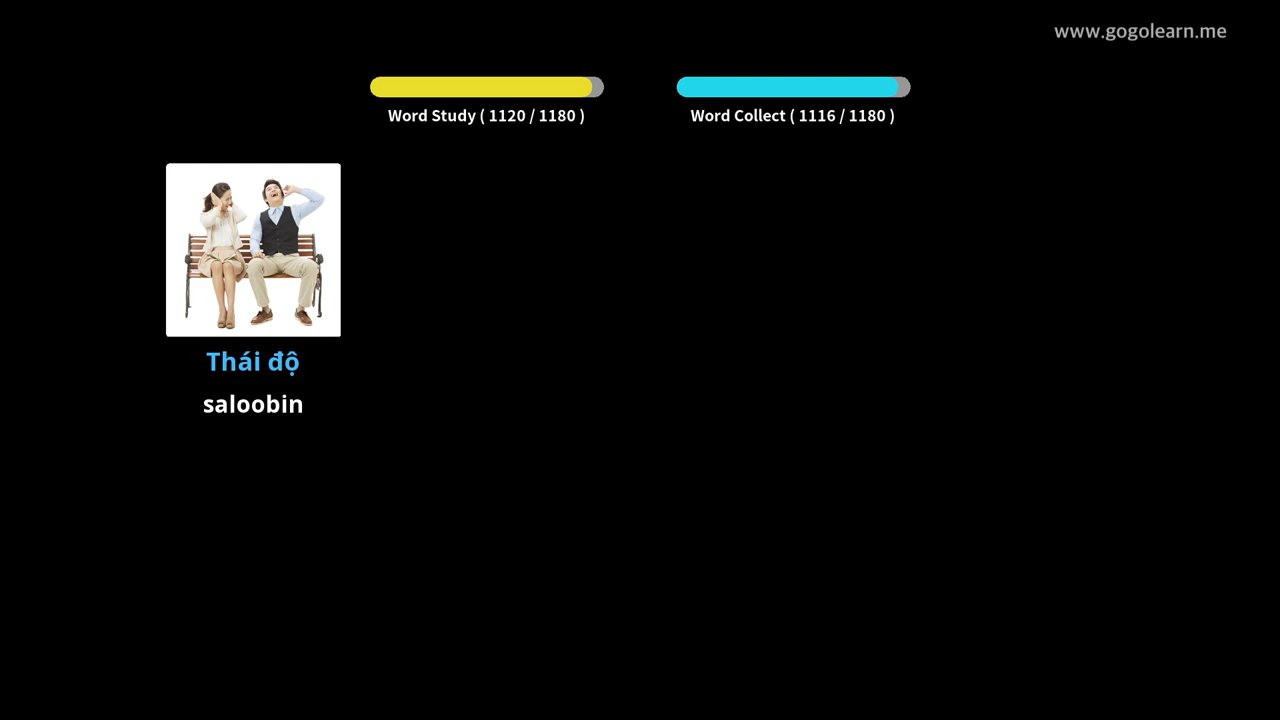 www.gogolearn.me
Word Study ( 1120 / 1180 )
Word Collect ( 1116 / 1180 )
Thái độ
saloobin